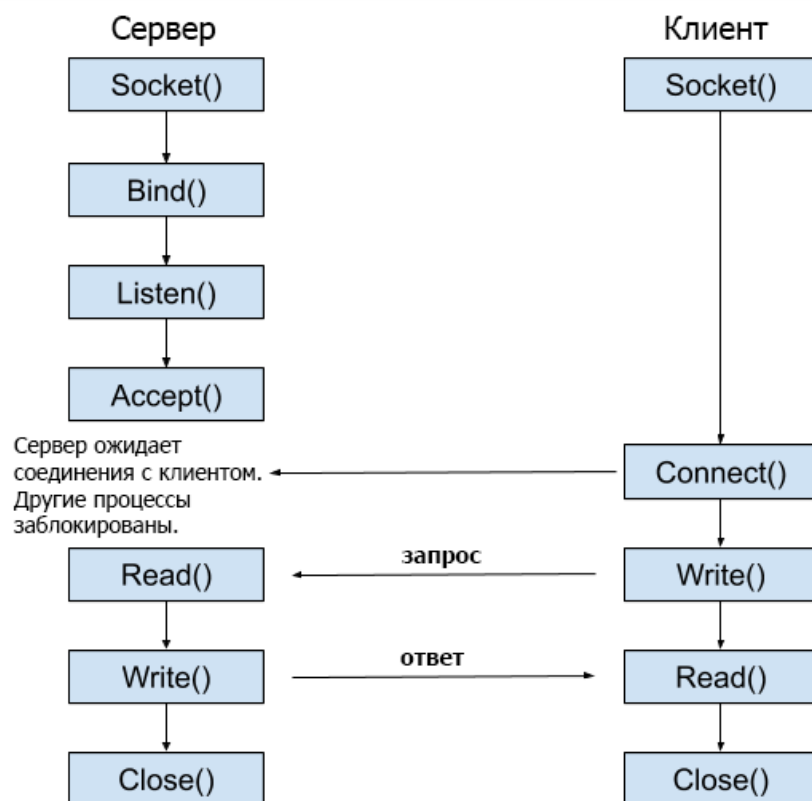 Сервер
Клиент
Socket()
Socket()
Bind()
Listen()
Accept()
Сервер ожидает
соединения с клиентом.
Другие процессы
заблокированы.
Connect()
запрос
Read()
Write()
ответ
Write()
Read()
Close()
Close()